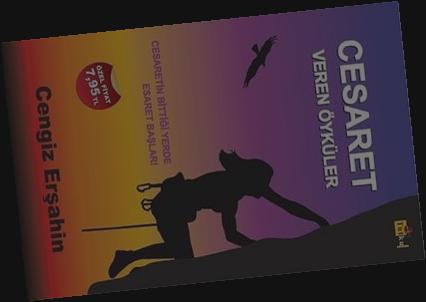 CESARET
VEREN ÖYKÜLER
CESARETİN BİTTİĞİ YERDE
ESARET BAŞLAR!
ÖZEL FİYAT
7,95 TL
Cengiz Erşahin